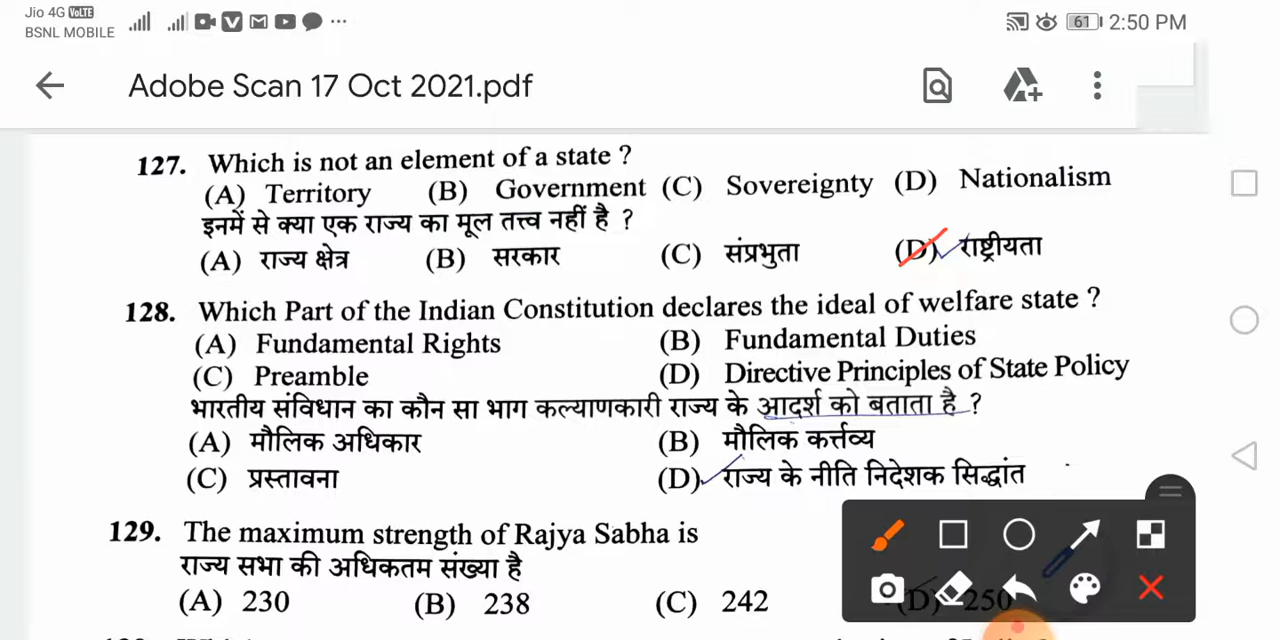 Jio 4G VoLTE
BSNL MOBILE
61 2:50 PM
Adobe Scan 17 Oct 2021.pdf
127. Which is not an element of a state ?
(A) Territory (B) Government (C) Sovereignty (D) Nationalism
इनमें से क्या एक राज्य का मूल तत्त्व नहीं है ?
(A) राज्य क्षेत्र (B) सरकार (C) संप्रभुता (D) राष्ट्रीयता
128. Which Part of the Indian Constitution declares the ideal of welfare state ?
(A) Fundamental Rights (B) Fundamental Duties
(C) Preamble (D) Directive Principles of State Policy
भारतीय संविधान का कौन सा भाग कल्याणकारी राज्य के आदर्श को बताता है ?
(A) मौलिक अधिकार (B) मौलिक कर्त्तव्य
(C) प्रस्तावना (D) राज्य के नीति निदेशक सिद्धांत
129. The maximum strength of Rajya Sabha is
राज्य सभा की अधिकतम संख्या है
(A) 230 (B) 238 (C) 242 (D) 250